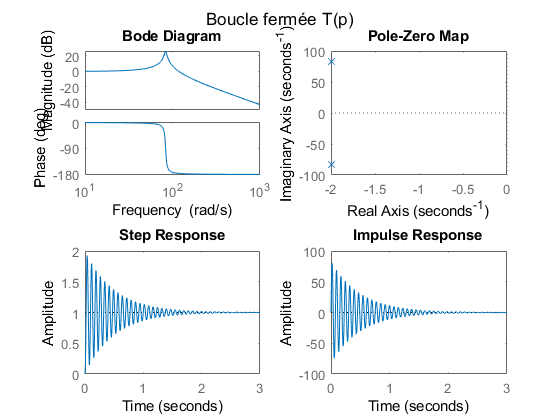 Boucle fermée T(p)
Bode Diagram
Magnitude (dB)
20
0
-20
-40
Phase (deg)
0
-90
-180
10^1
10^2
10^3
Frequency (rad/s)
Pole-Zero Map
Imaginary Axis (seconds^-1)
100
50
0
-50
-100
-2
-1.5
-1
-0.5
0
Real Axis (seconds^-1)
Step Response
Amplitude
2
1.5
1
0.5
0
0
1
2
3
Time (seconds)
Impulse Response
Amplitude
100
50
0
-50
-100
0
1
2
3
Time (seconds)